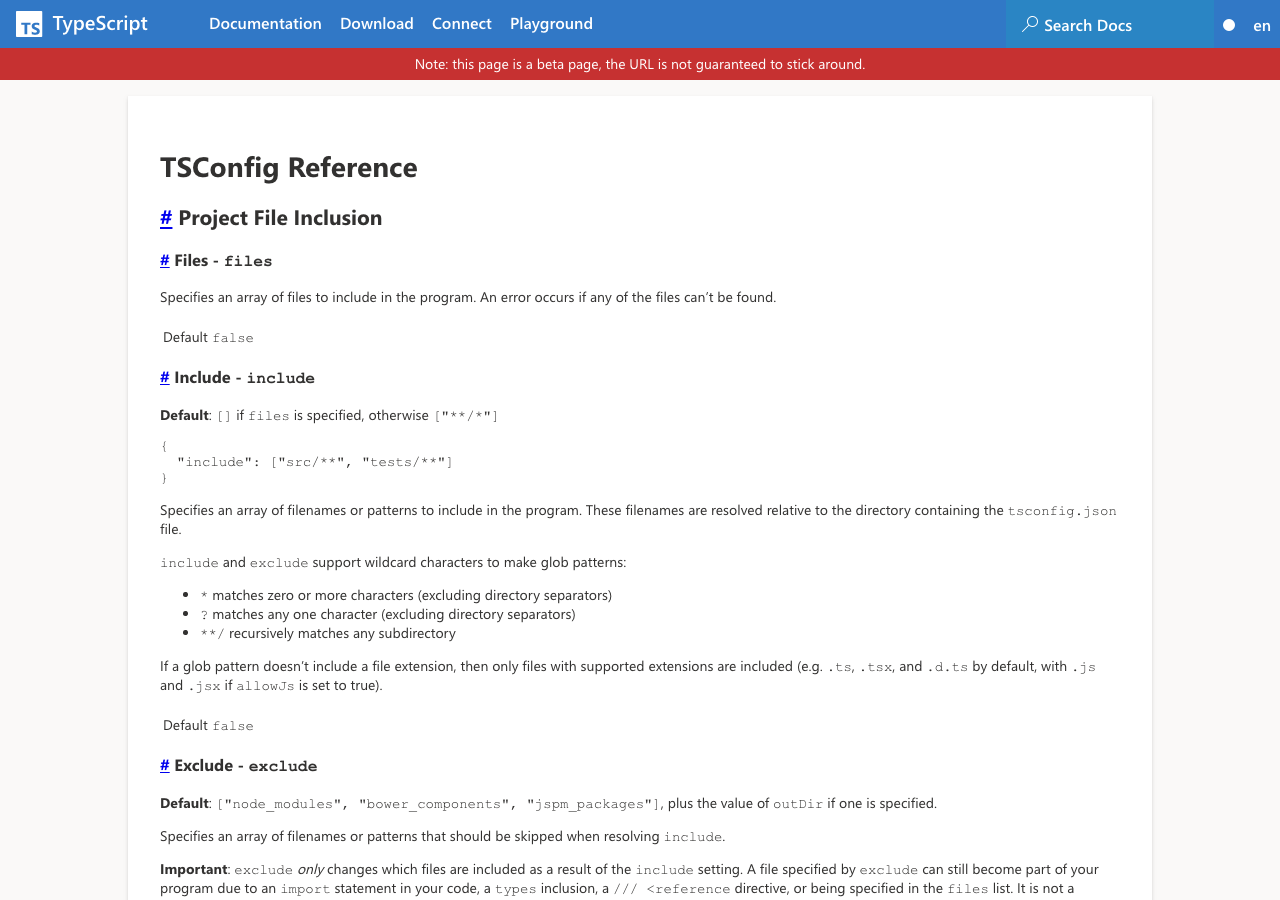 TS TypeScript Documentation Download Connect Playground Search Docs en
Note: this page is a beta page, the URL is not guaranteed to stick around.
TSConfig Reference
# Project File Inclusion
# Files - files
Specifies an array of files to include in the program. An error occurs if any of the files can’t be found.
Default false
# Include - include
Default: [] if files is specified, otherwise ["**/*"]
{
  "include": ["src/**", "tests/**"]
}
Specifies an array of filenames or patterns to include in the program. These filenames are resolved relative to the directory containing the tsconfig.json
file.
include and exclude support wildcard characters to make glob patterns:
• * matches zero or more characters (excluding directory separators)
• ? matches any one character (excluding directory separators)
• **/ recursively matches any subdirectory
If a glob pattern doesn’t include a file extension, then only files with supported extensions are included (e.g. .ts, .tsx, and .d.ts by default, with .js
and .jsx if allowJs is set to true).
Default false
# Exclude - exclude
Default: ["node_modules", "bower_components", "jspm_packages"], plus the value of outDir if one is specified.
Specifies an array of filenames or patterns that should be skipped when resolving include.
Important: exclude only changes which files are included as a result of the include setting. A file specified by exclude can still become part of your
program due to an import statement in your code, a types inclusion, a /// <reference directive, or being specified in the files list. It is not a